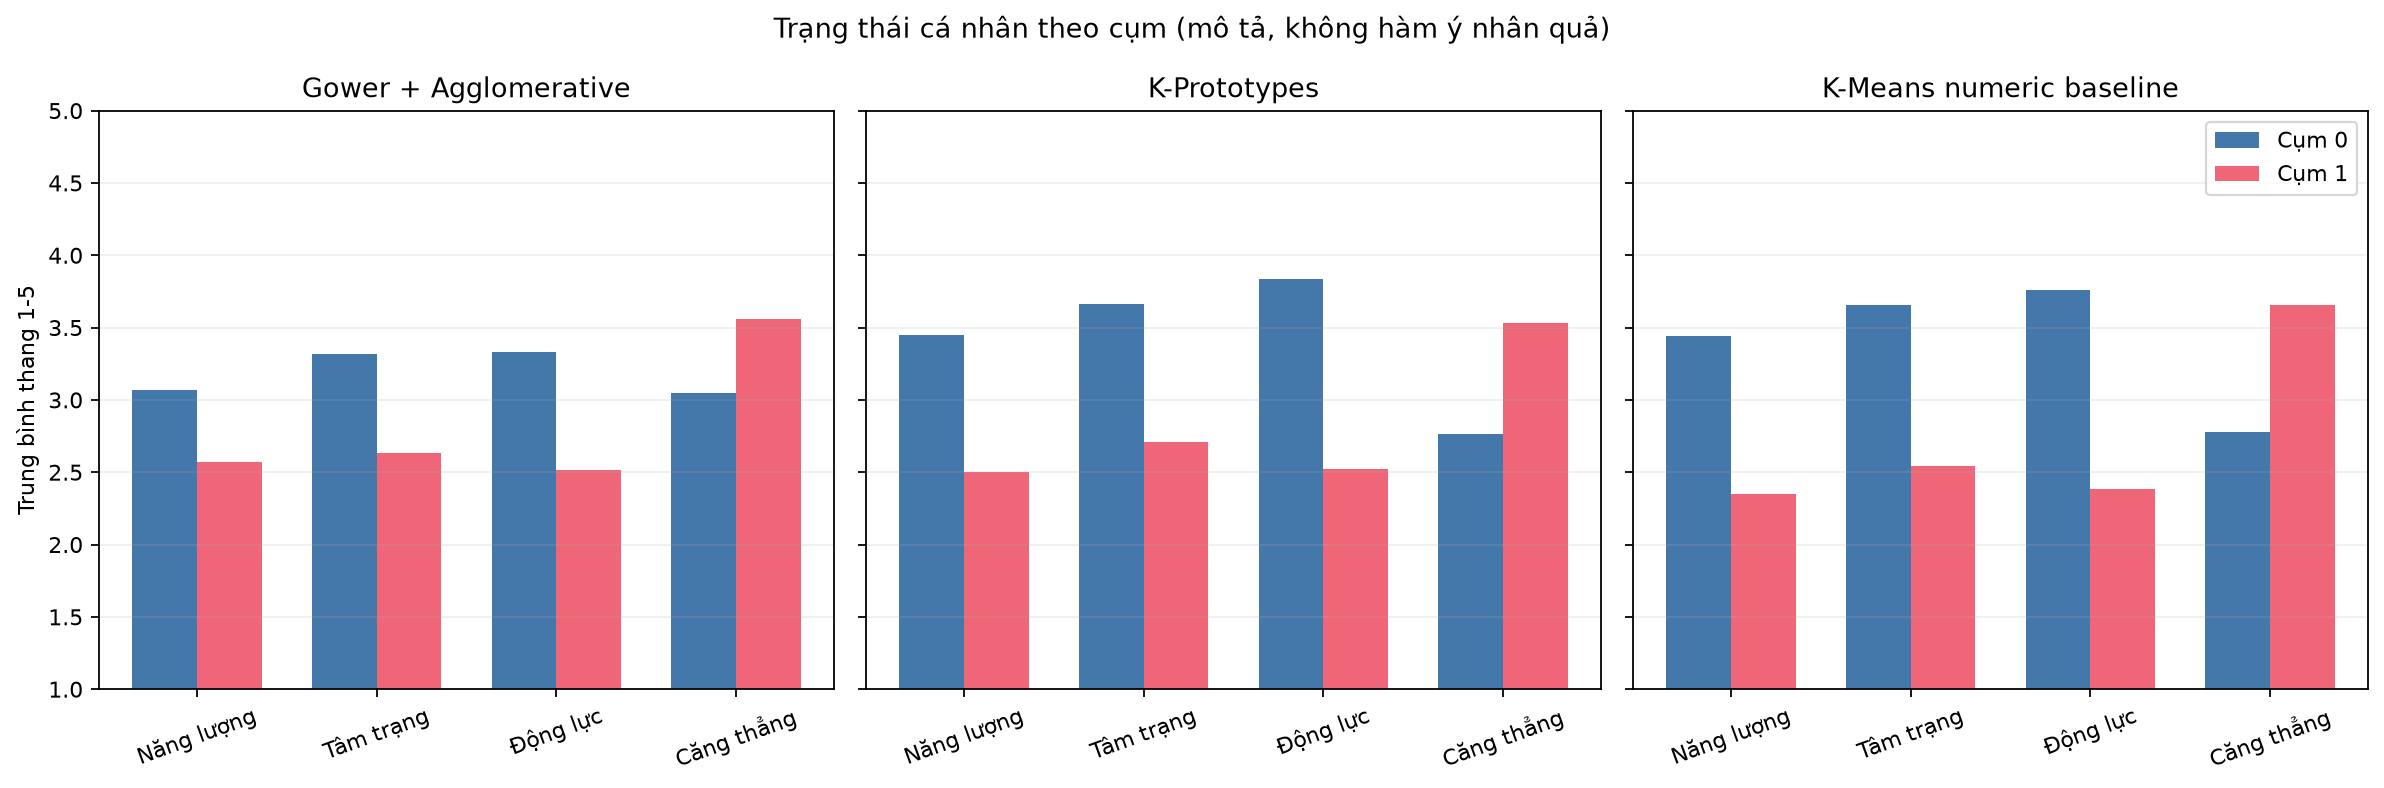 Trạng thái cá nhân theo cụm (mô tả, không hàm ý nhân quả)
Gower + Agglomerative
K-Prototypes
K-Means numeric baseline
Trung bình thang 1-5
5.0
4.5
4.0
3.5
3.0
2.5
2.0
1.5
1.0
Cụm 0
Cụm 1
Năng lượng
Tâm trạng
Động lực
Căng thẳng
Năng lượng
Tâm trạng
Động lực
Căng thẳng
Năng lượng
Tâm trạng
Động lực
Căng thẳng